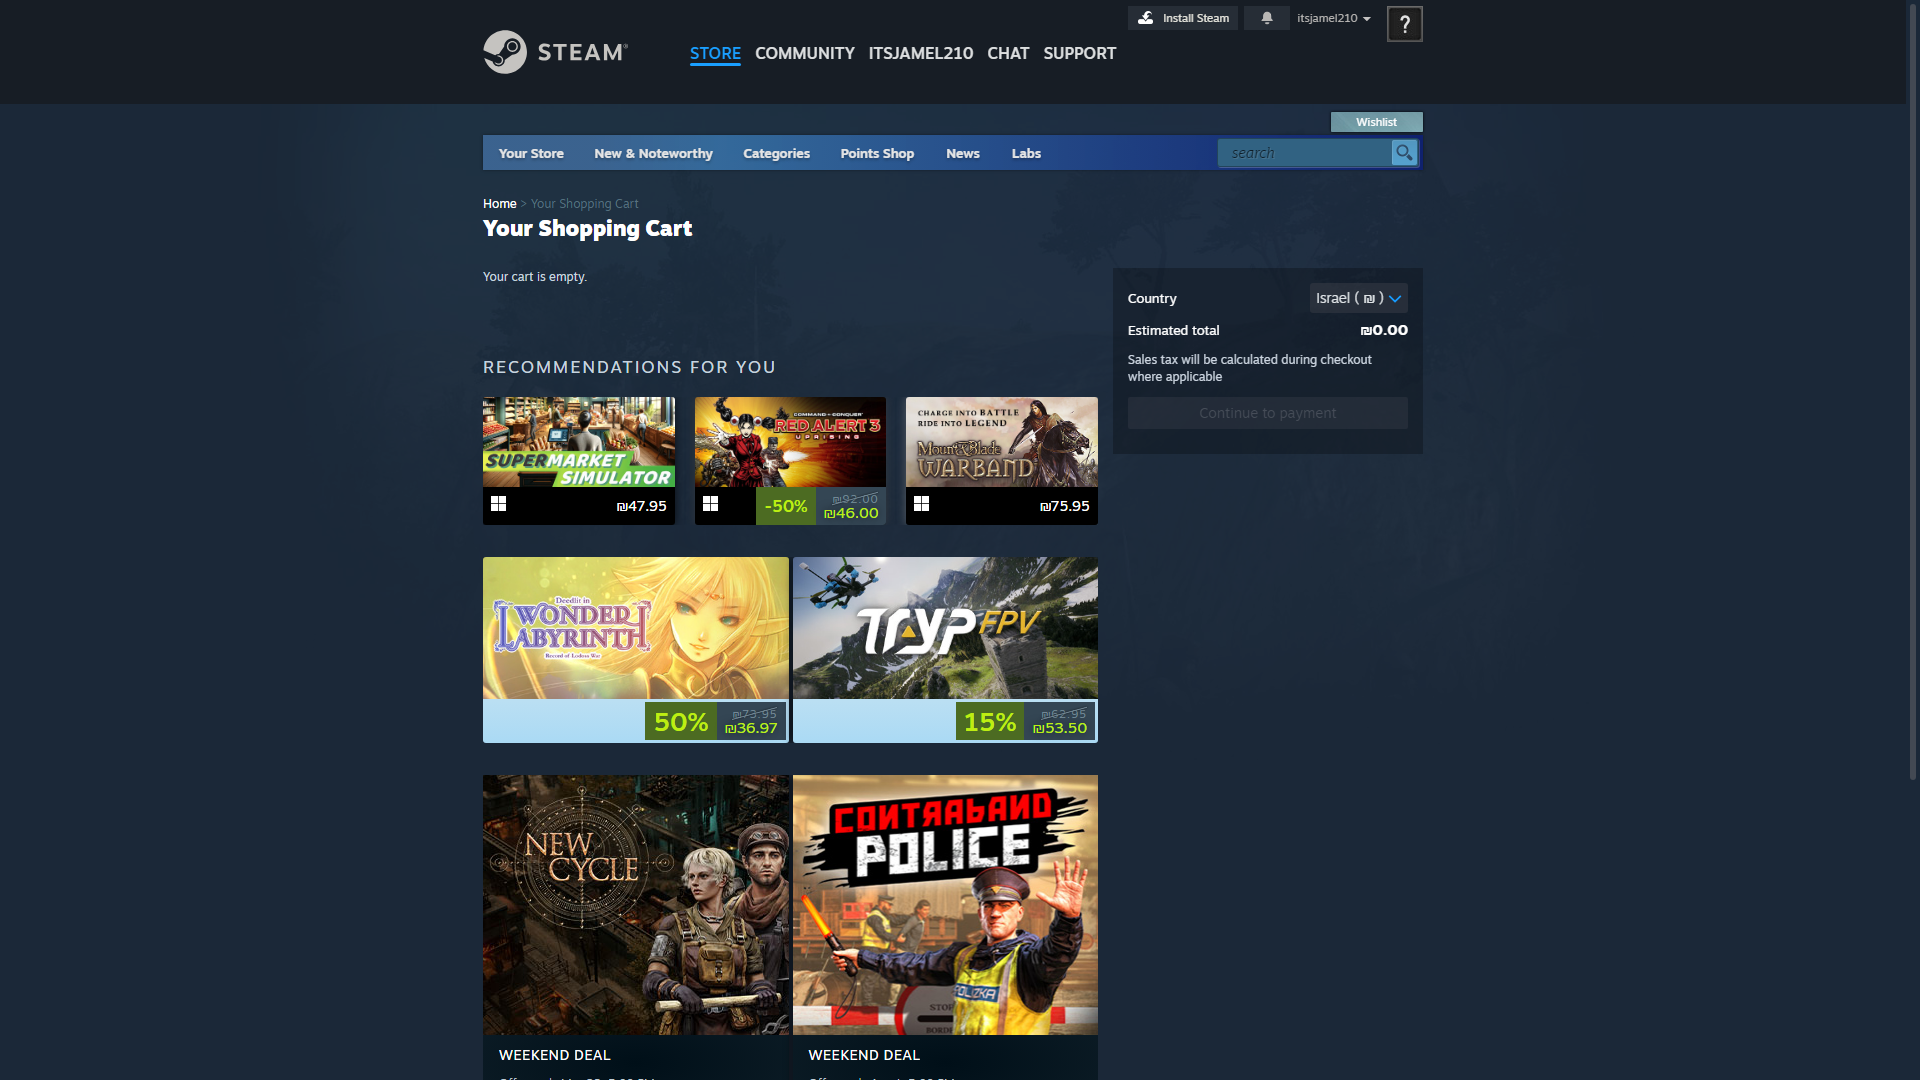 Install Steam
itsjamel210
?
STEAM®
STORE
COMMUNITY
ITSJAMEL210
CHAT
SUPPORT
Wishlist
Your Store
New & Noteworthy
Categories
Points Shop
News
Labs
search
Home > Your Shopping Cart
Your Shopping Cart
Your cart is empty.
Country
Israel ( ₪ )
Estimated total
₪0.00
Sales tax will be calculated during checkout
where applicable
Continue to payment
RECOMMENDATIONS FOR YOU
SUPERMARKET
SIMULATOR
₪47.95
COMMAND & CONQUER
RED ALERT 3
UPRISING
-50%
₪92.00
₪46.00
CHARGE INTO BATTLE
RIDE INTO LEGEND
Mount&Blade
WARBAND
₪75.95
Deedlit in
WONDER
LABYRINTH
Record of Lodoss War
50%
₪73.95
₪36.97
TRYP FPV
15%
₪62.95
₪53.50
NEW
CYCLE
WEEKEND DEAL
CONTRABAND
POLICE
POLIZKA
STOP
WEEKEND DEAL